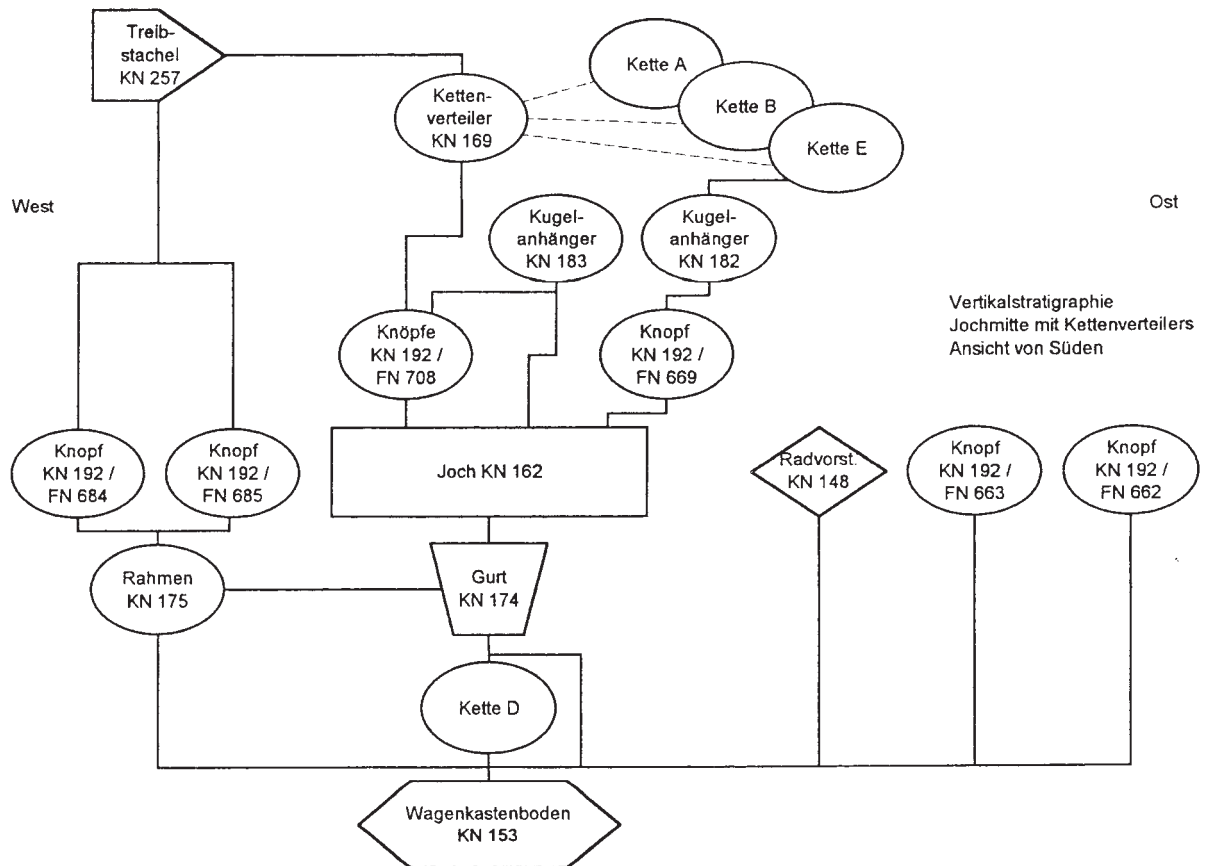 Treib-
stachel
KN 257
Ketten-
verteiler
KN 169
Kette A
Kette B
Kette E
West
Ost
Kugel-
anhänger
KN 183
Kugel-
anhänger
KN 182
Vertikalstratigraphie
Jochmitte mit Kettenverteilers
Ansicht von Süden
Knöpfe
KN 192 /
FN 708
Knopf
KN 192 /
FN 669
Knopf
KN 192 /
FN 684
Knopf
KN 192 /
FN 685
Joch KN 162
Radvorst.
KN 148
Knopf
KN 192 /
FN 663
Knopf
KN 192 /
FN 662
Rahmen
KN 175
Gurt
KN 174
Kette D
Wagenkastenboden
KN 153